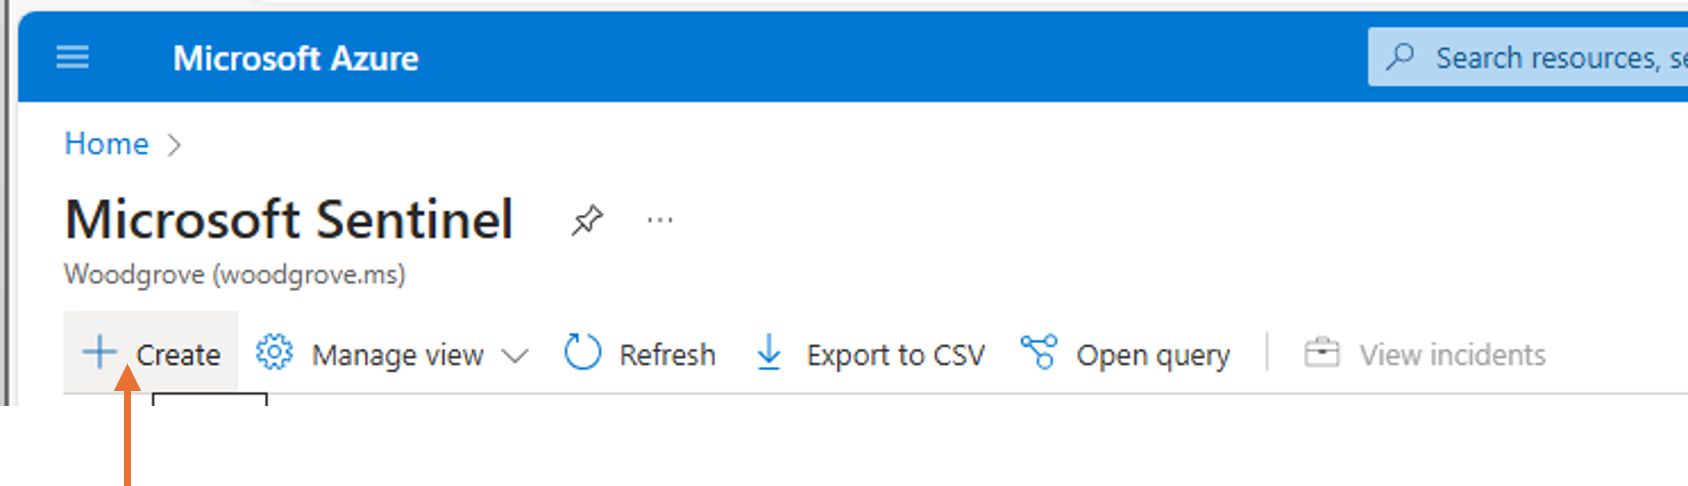 Microsoft Azure
Search resources,
Home
Microsoft Sentinel
Woodgrove (woodgrove.ms)
Create Manage view Refresh Export to CSV Open query View incidents